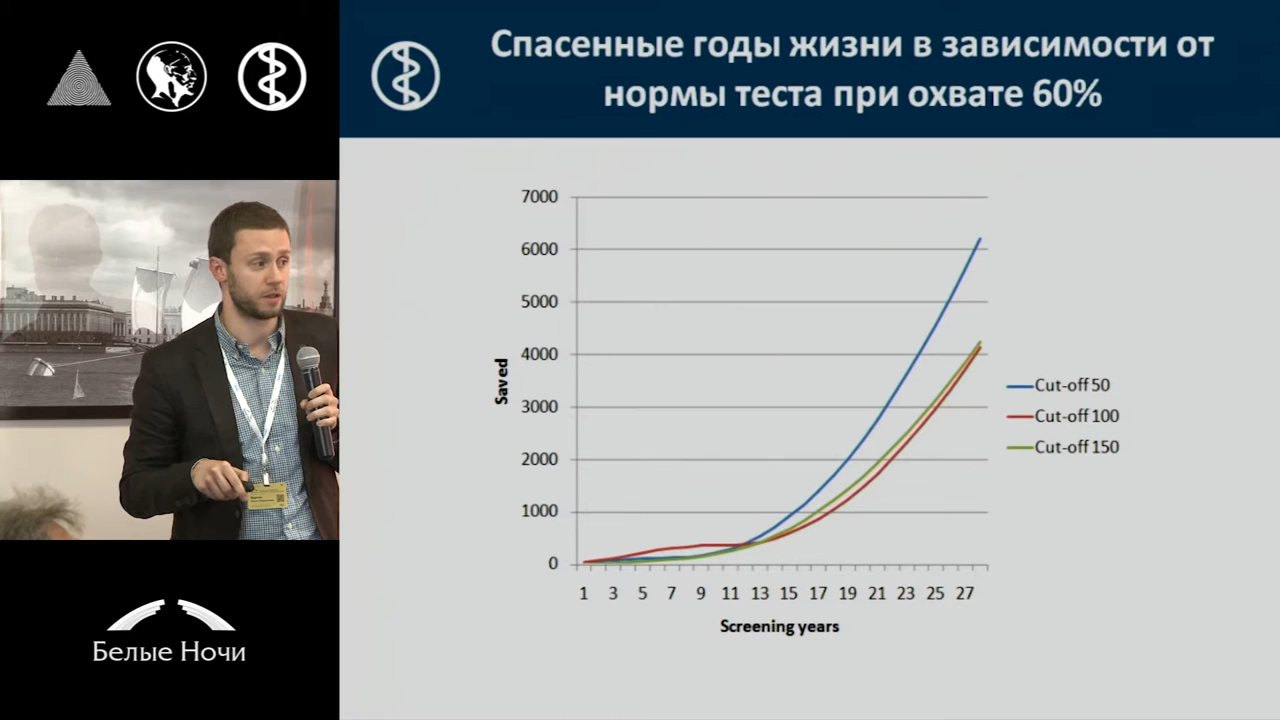 Спасенные годы жизни в зависимости от
нормы теста при охвате 60%
7000
6000
5000
4000
3000
2000
1000
0
Saved
1 3 5 7 9 11 13 15 17 19 21 23 25 27
Screening years
Cut-off 50
Cut-off 100
Cut-off 150
Белые Ночи